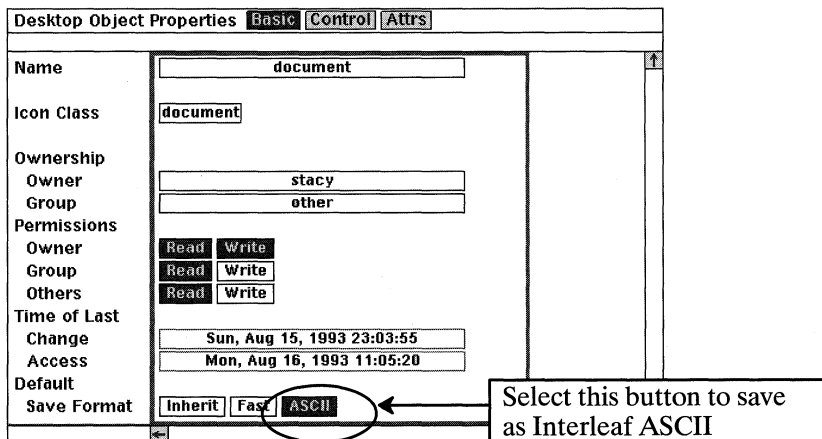 Desktop Object Properties Basic Control Attrs
Name document
Icon Class document
Ownership
Owner stacy
Group other
Permissions
Owner Read Write
Group Read Write
Others Read Write
Time of Last
Change Sun, Aug 15, 1993 23:03:55
Access Mon, Aug 16, 1993 11:05:20
Default
Save Format Inherit Fast ASCII
Select this button to save
as Interleaf ASCII